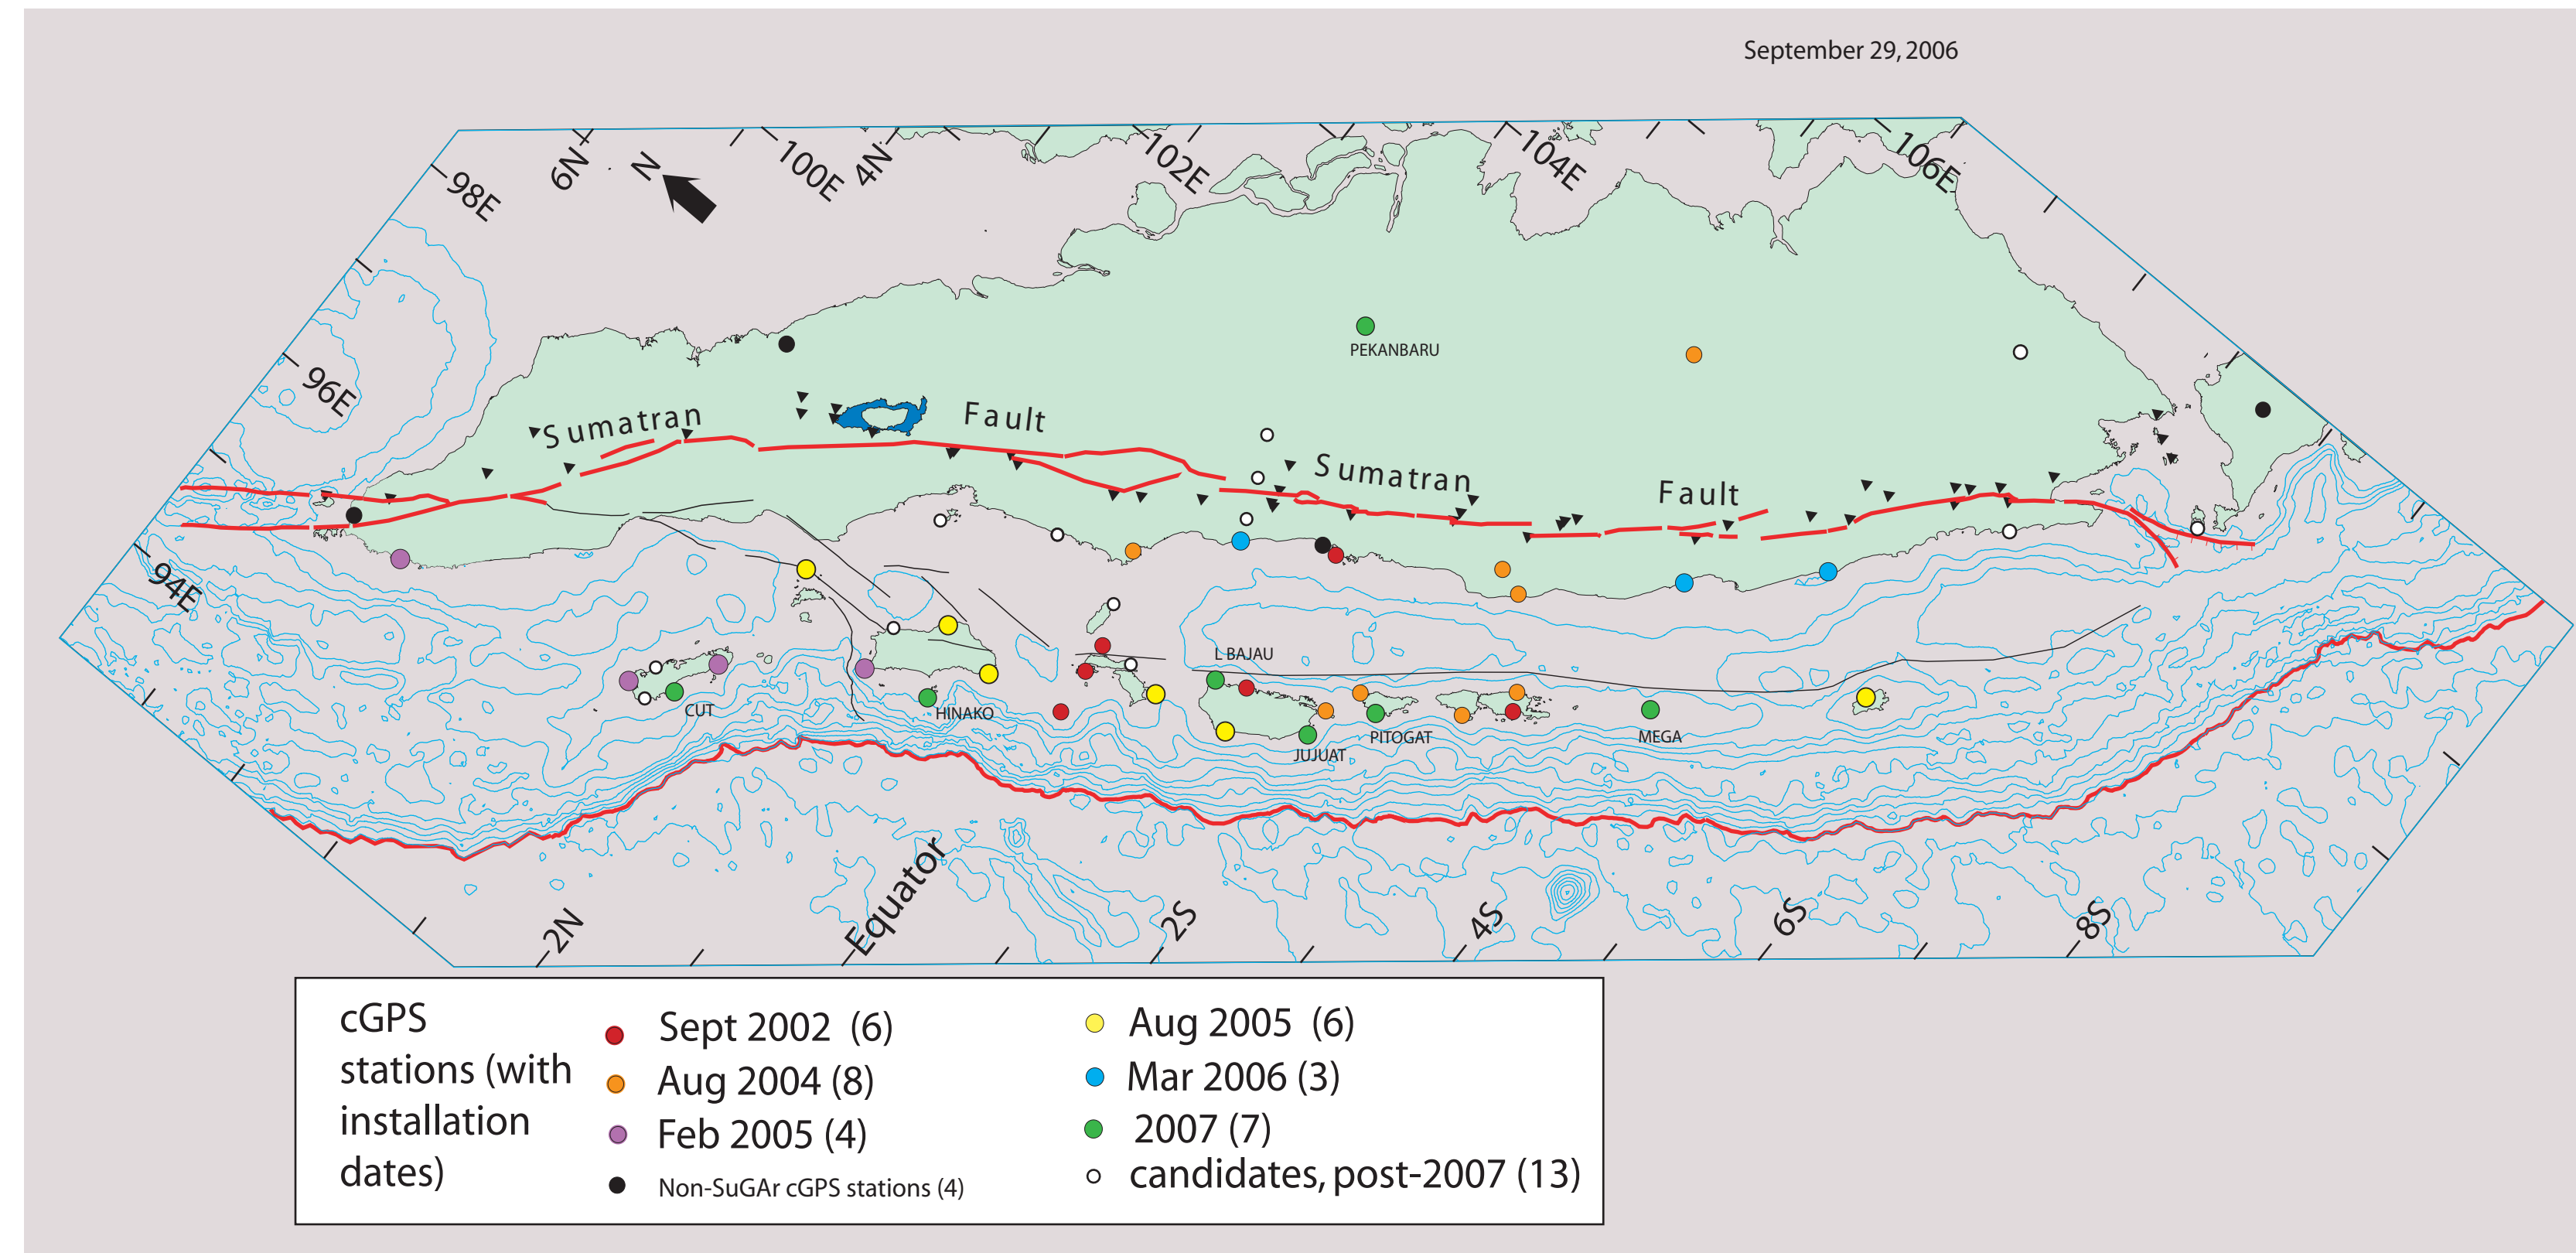 September 29, 2006
98E
6N
N
100E
4N
102E
104E
106E
96E
94E
PEKANBARU
Sumatran
Fault
Sumatran
Fault
L BAJAU
CUT
HINAKO
JUJUAT
PITOGAT
MEGA
2N
Equator
2S
4S
6S
8S
cGPS
stations (with
installation
dates)
Sept 2002 (6)
Aug 2004 (8)
Feb 2005 (4)
Non-SuGAr cGPS stations (4)
Aug 2005 (6)
Mar 2006 (3)
2007 (7)
candidates, post-2007 (13)